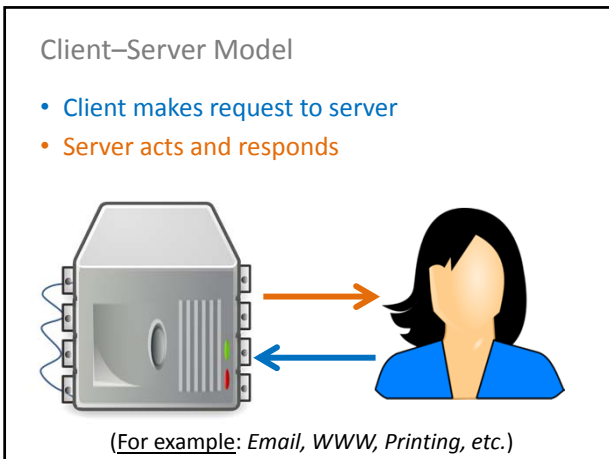 Client–Server Model
• Client makes request to server
• Server acts and responds
(For example: Email, WWW, Printing, etc.)